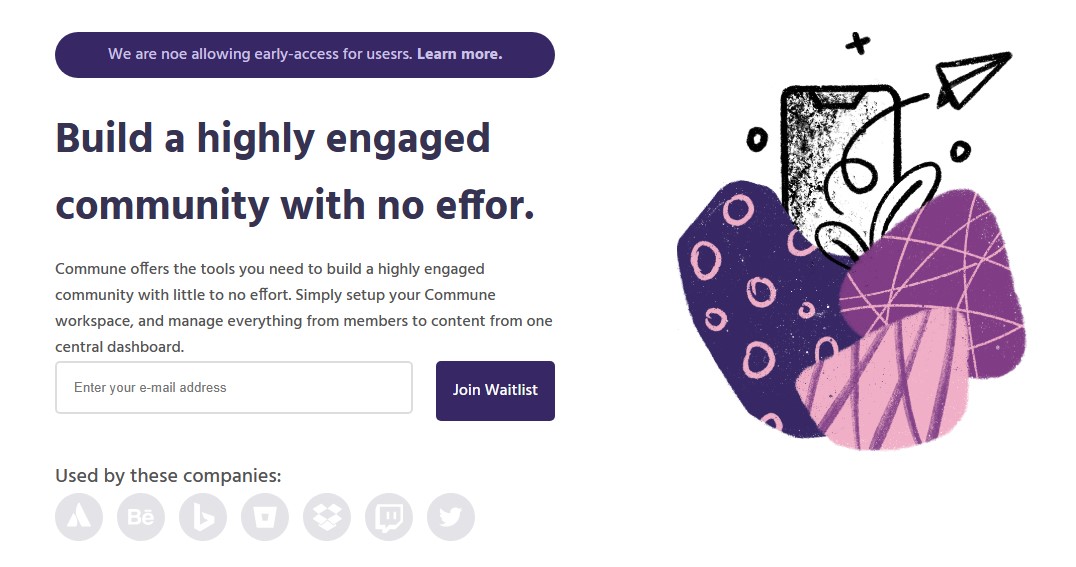 We are noe allowing early-access for usesrs. Learn more.
Build a highly engaged
community with no effor.
Commune offers the tools you need to build a highly engaged
community with little to no effort. Simply setup your Commune
workspace, and manage everything from members to content from one
central dashboard.
Enter your e-mail address
Join Waitlist
Used by these companies:
Bē